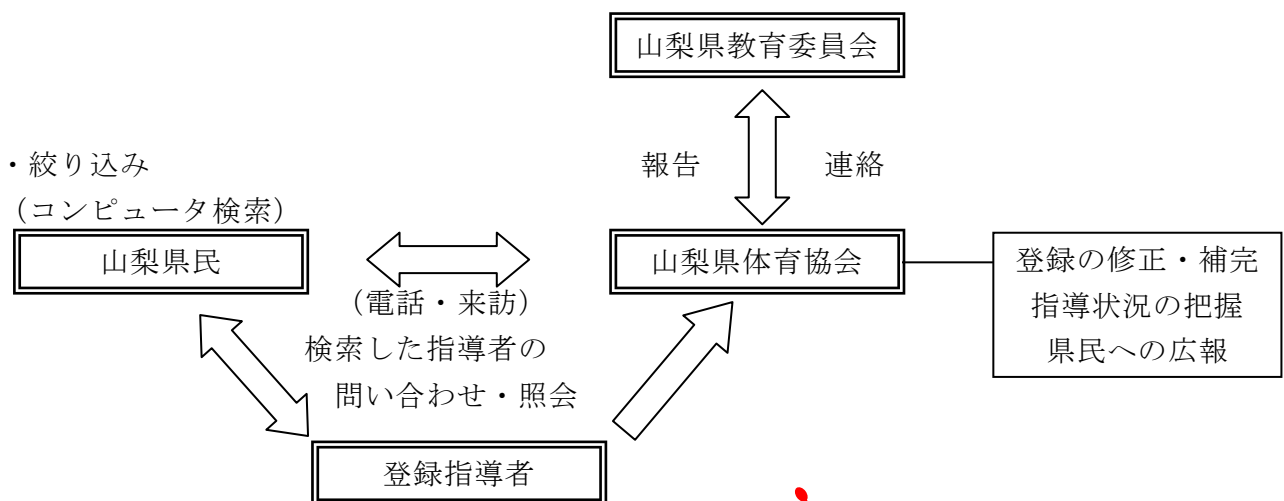 山梨県教育委員会
報告
連絡
・絞り込み
(コンピュータ検索)
山梨県民
山梨県体育協会
登録の修正・補完
指導状況の把握
県民への広報
(電話・来訪)
検索した指導者の
問い合わせ・照会
登録指導者